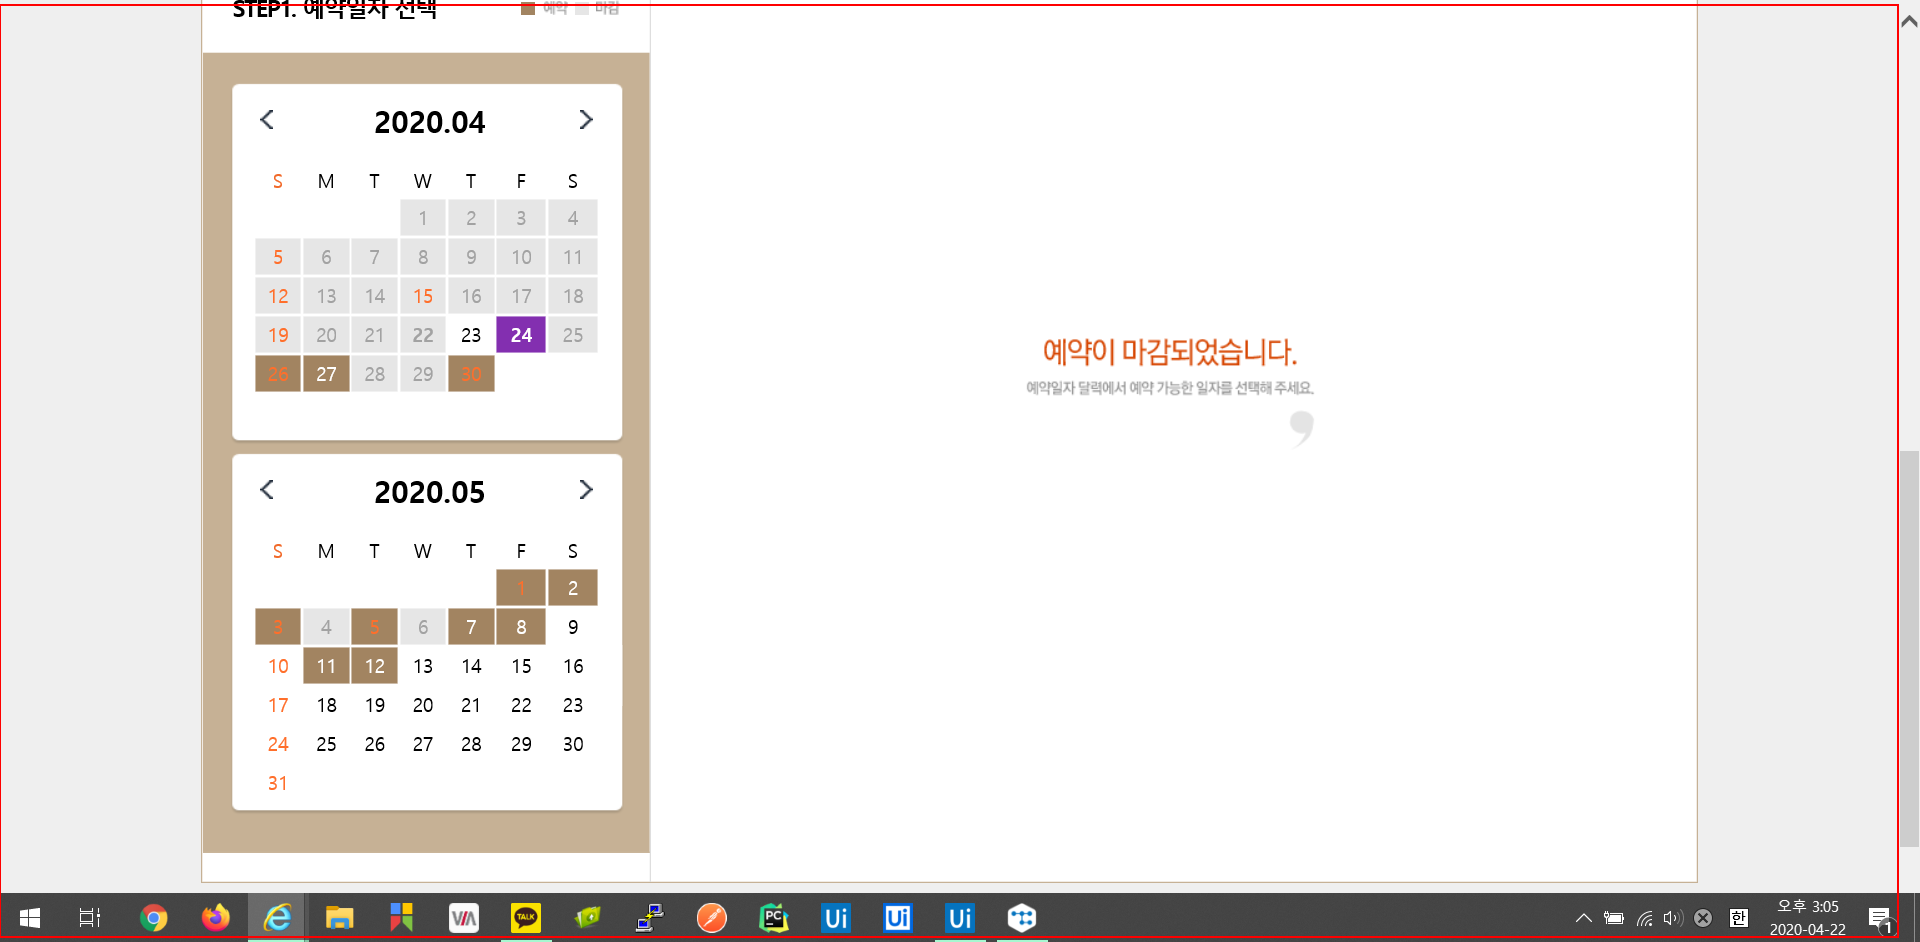 STEP1. 예약일자 선택
예약 마감
2020.04
S M T W T F S
1 2 3 4
5 6 7 8 9 10 11
12 13 14 15 16 17 18
19 20 21 22 23 24 25
26 27 28 29 30
2020.05
S M T W T F S
1 2
3 4 5 6 7 8 9
10 11 12 13 14 15 16
17 18 19 20 21 22 23
24 25 26 27 28 29 30
31
예약이 마감되었습니다.
예약일자 달력에서 예약 가능한 일자를 선택해 주세요.
VIA TALK PC Ui Ui Ui
한
오후 3:05
2020-04-22
1